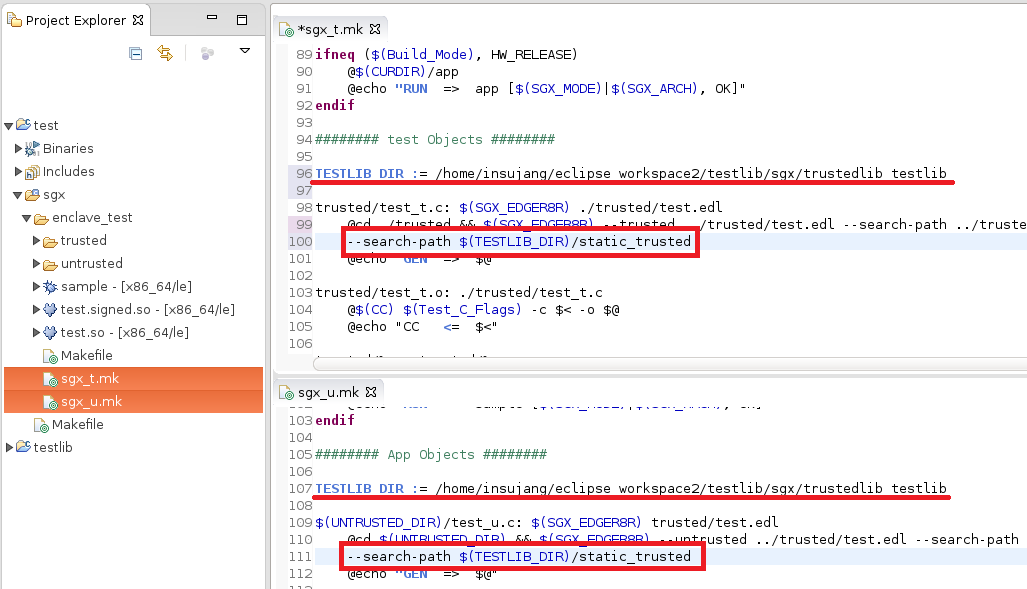 Project Explorer
test
Binaries
Includes
sgx
enclave_test
trusted
untrusted
sample - [x86_64/le]
test.signed.so - [x86_64/le]
test.so - [x86_64/le]
Makefile
sgx_t.mk
sgx_u.mk
Makefile
testlib
*sgx_t.mk
89 ifneq ($(Build_Mode), HW_RELEASE)
90 @$(CURDIR)/app
91 @echo "RUN => app [$(SGX_MODE)|$(SGX_ARCH), OK]"
92 endif
93
94 ######## test Objects ########
95
96 TESTLIB_DIR := /home/insujang/eclipse_workspace2/testlib/sgx/trustedlib_testlib
97
98 trusted/test_t.c: $(SGX_EDGER8R) ./trusted/test.edl
99 @cd ./trusted && $(SGX_EDGER8R) --trusted ../trusted/test.edl --search-path ../truste
100 --search-path $(TESTLIB_DIR)/static_trusted
101 @echo "GEN => $@"
102
103 trusted/test_t.o: ./trusted/test_t.c
104 @$(CC) $(Test_C_Flags) -c $< -o $@
105 @echo "CC <= $<"
106
sgx_u.mk
103 endif
104
105 ######## App Objects ########
106
107 TESTLIB_DIR := /home/insujang/eclipse_workspace2/testlib/sgx/trustedlib_testlib
108
109 $(UNTRUSTED_DIR)/test_u.c: $(SGX_EDGER8R) trusted/test.edl
110 @cd $(UNTRUSTED_DIR) && $(SGX_EDGER8R) --untrusted ../trusted/test.edl --search-path
111 --search-path $(TESTLIB_DIR)/static_trusted
112 @echo "GEN => $@"